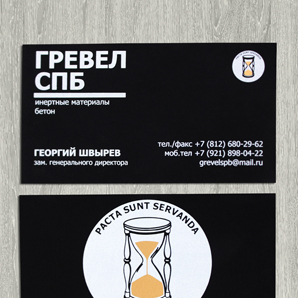 ГРЕВЕЛ
СПБ
инертные материалы
бетон
ГЕОРГИЙ ШВЫРЕВ
зам. генерального директора
тел./факс +7 (812) 680-29-62
моб.тел +7 (921) 898-04-22
grevelspb@mail.ru
PACTA SUNT SERVANDA